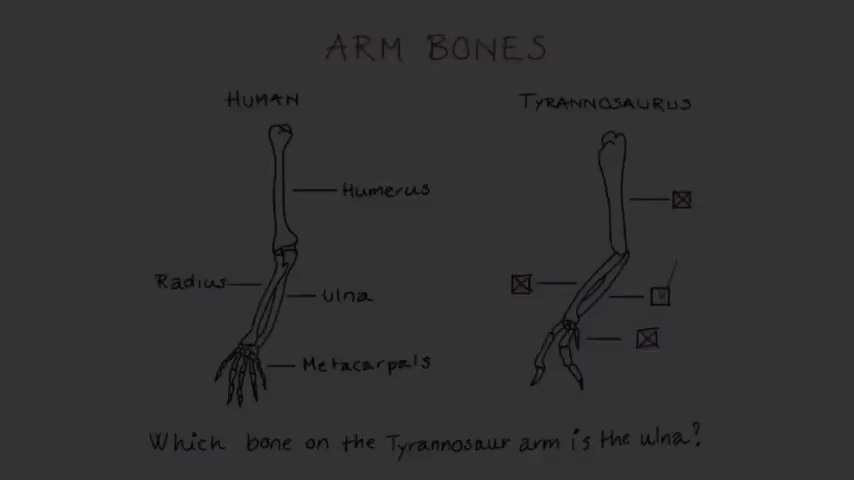 ARM BONES
HUMAN
TYRANNOSAURUS
Humerus
Radius
ulna
Metacarpals
Which bone on the Tyrannosaur arm is the ulna?